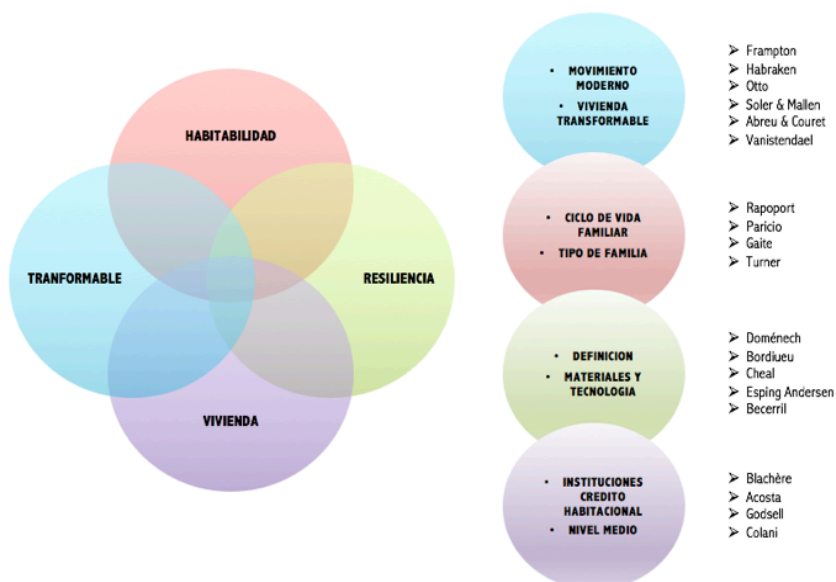 HABITABILIDAD
TRANFORMABLE
RESILIENCIA
VIVIENDA
• MOVIMIENTO
MODERNO
• VIVIENDA
TRANSFORMABLE
➢ Frampton
➢ Habraken
➢ Otto
➢ Soler & Mallen
➢ Abreu & Couret
➢ Vanistendael
• CICLO DE VIDA
FAMILIAR
• TIPO DE FAMILIA
➢ Rapoport
➢ Paricio
➢ Gaite
➢ Turner
• DEFINICION
• MATERIALES Y
TECNOLOGIA
➢ Doménech
➢ Bordiueu
➢ Cheal
➢ Esping Andersen
➢ Becerril
• INSTITUCIONES
CREDITO
HABITACIONAL
• NIVEL MEDIO
➢ Blachère
➢ Acosta
➢ Godsell
➢ Colani